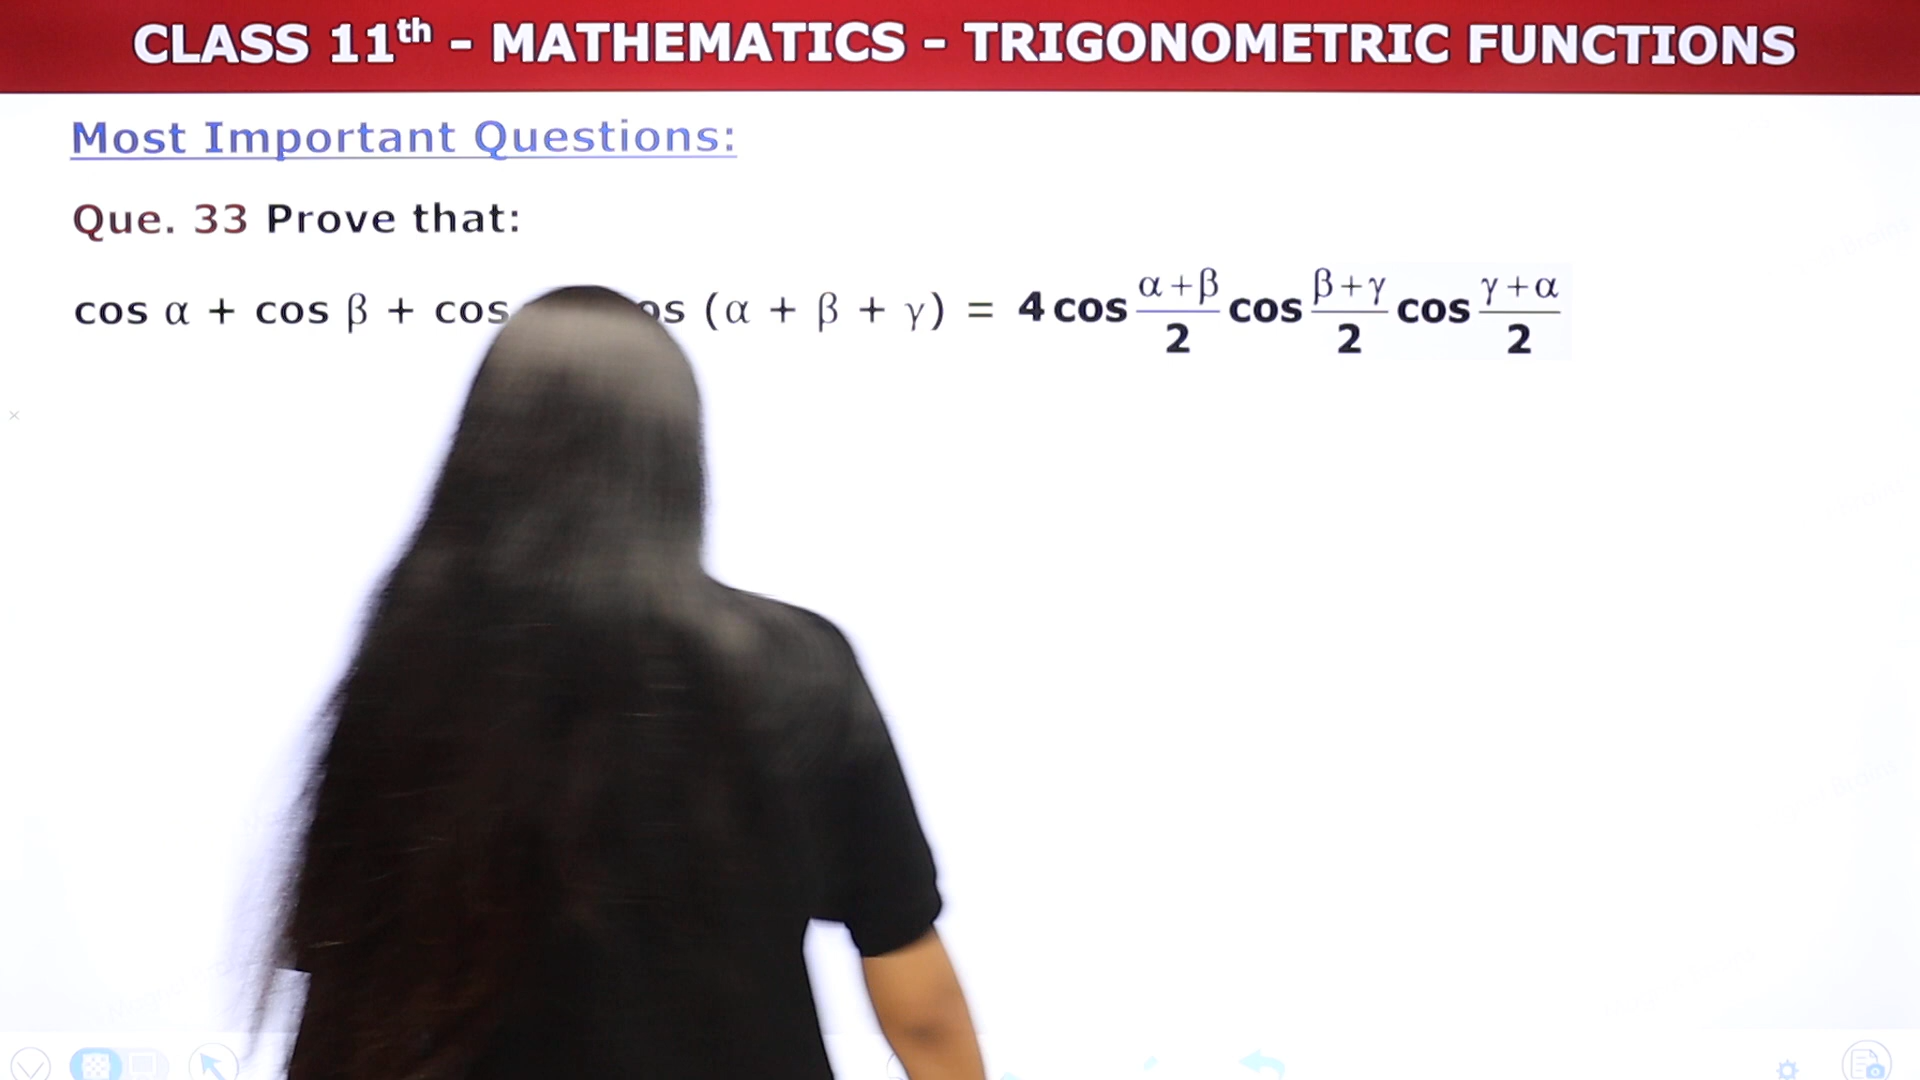 CLASS 11th - MATHEMATICS - TRIGONOMETRIC FUNCTIONS
Most Important Questions:
Que. 33 Prove that:
cos α + cos β + cos os (α + β + γ) = 4 cos α+β/2 cos β+γ/2 cos γ+α/2